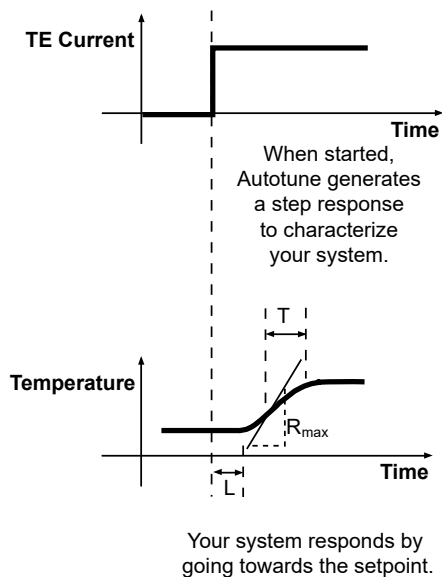 TE Current
Time
When started,
Autotune generates
a step response
to characterize
your system.
T
Temperature
Rmax
Time
L
Your system responds by
going towards the setpoint.